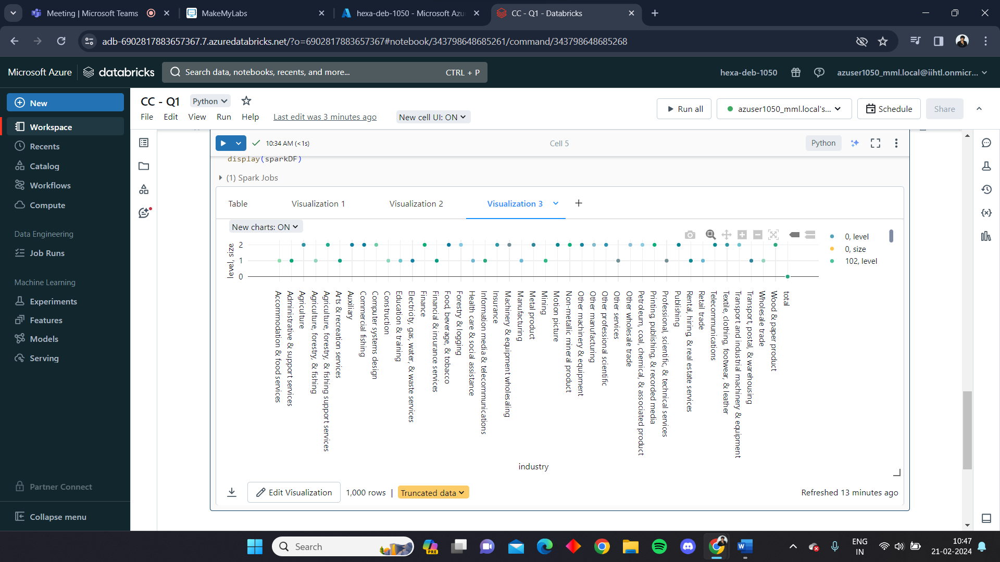 Meeting | Microsoft Teams
MakeMyLabs
hexa-deb-1050 - Microsoft Azu
CC - Q1 - Databricks
adb-6902817883657367.7.azuredatabricks.net/?o=6902817883657367#notebook/343798648685261/command/343798648685268
Microsoft Azure
databricks
Search data, notebooks, recents, and more...
CTRL + P
hexa-deb-1050
azuser1050_mml.local@iihtl.onmicr...
New
Workspace
Recents
Catalog
Workflows
Compute
Data Engineering
Job Runs
Machine Learning
Experiments
Features
Models
Serving
Partner Connect
Collapse menu
CC - Q1
Python
File
Edit
View
Run
Help
Last edit was 3 minutes ago
New cell UI: ON
Run all
azuser1050_mml.local's...
Schedule
Share
10:34 AM (<1s)
Cell 5
Python
display(sparkDF)
(1) Spark Jobs
Table
Visualization 1
Visualization 2
Visualization 3
New charts: ON
level, size
2
1
0
0, level
0, size
102, level
Accommodation & food services
Administrative & support services
Agriculture
Agriculture, forestry, & fishing
Agriculture, forestry, & fishing support services
Arts & recreation services
Auxiliary
Commercial fishing
Computer systems design
Construction
Education & training
Electricity, gas, water, & waste services
Finance
Financial & insurance services
Food, beverage, & tobacco
Forestry & logging
Health care & social assistance
Information media & telecommunications
Insurance
Machinery & equipment wholesaling
Manufacturing
Metal product
Mining
Motion picture
Non-metallic mineral product
Other machinery & equipment
Other manufacturing
Other professional scientific
Other services
Other wholesale trade
Petroleum, coal, chemical, & associated product
Printing, publishing, & recorded media
Professional, scientific, & technical services
Publishing
Rental, hiring, & real estate services
Retail trade
Telecommunications
Textile, clothing, footwear, & leather
Transport and industrial machinery & equipment
Transport, postal, & warehousing
Wholesale trade
Wood & paper product
total
industry
Edit Visualization
1,000 rows |
Truncated data
Refreshed 13 minutes ago
Search
PRE
W
ENG
IN
10:47
21-02-2024